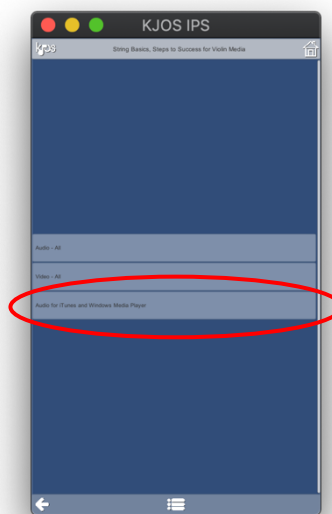 KJOS IPS
kjos
String Basics, Steps to Success for Violin Media
Audio - All
Video - All
Audio for iTunes and Windows Media Player